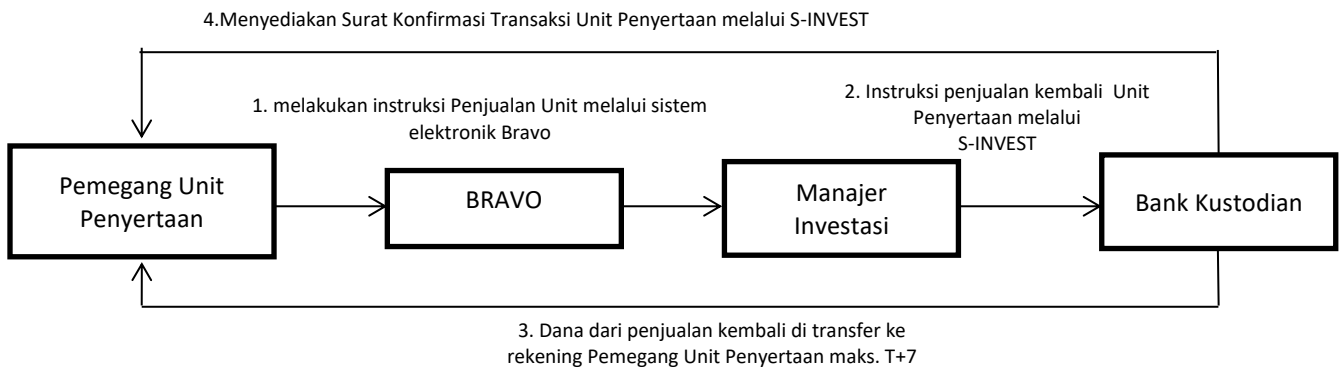 4.Menyediakan Surat Konfirmasi Transaksi Unit Penyertaan melalui S-INVEST
1. melakukan instruksi Penjualan Unit melalui sistem
elektronik Bravo
2. Instruksi penjualan kembali Unit
Penyertaan melalui
S-INVEST
Pemegang Unit
Penyertaan
BRAVO
Manajer
Investasi
Bank Kustodian
3. Dana dari penjualan kembali di transfer ke
rekening Pemegang Unit Penyertaan maks. T+7